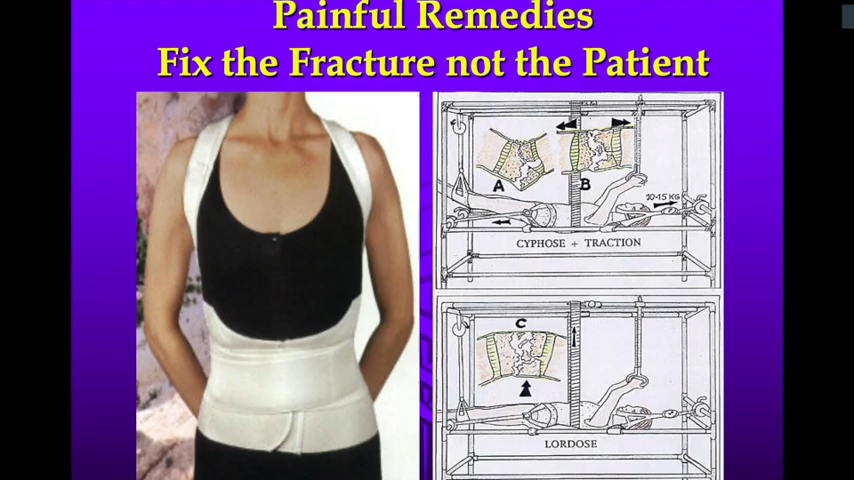 Painful Remedies
Fix the Fracture not the Patient
A
B
10-15 KG
CYPHOSE + TRACTION
C
LORDOSE